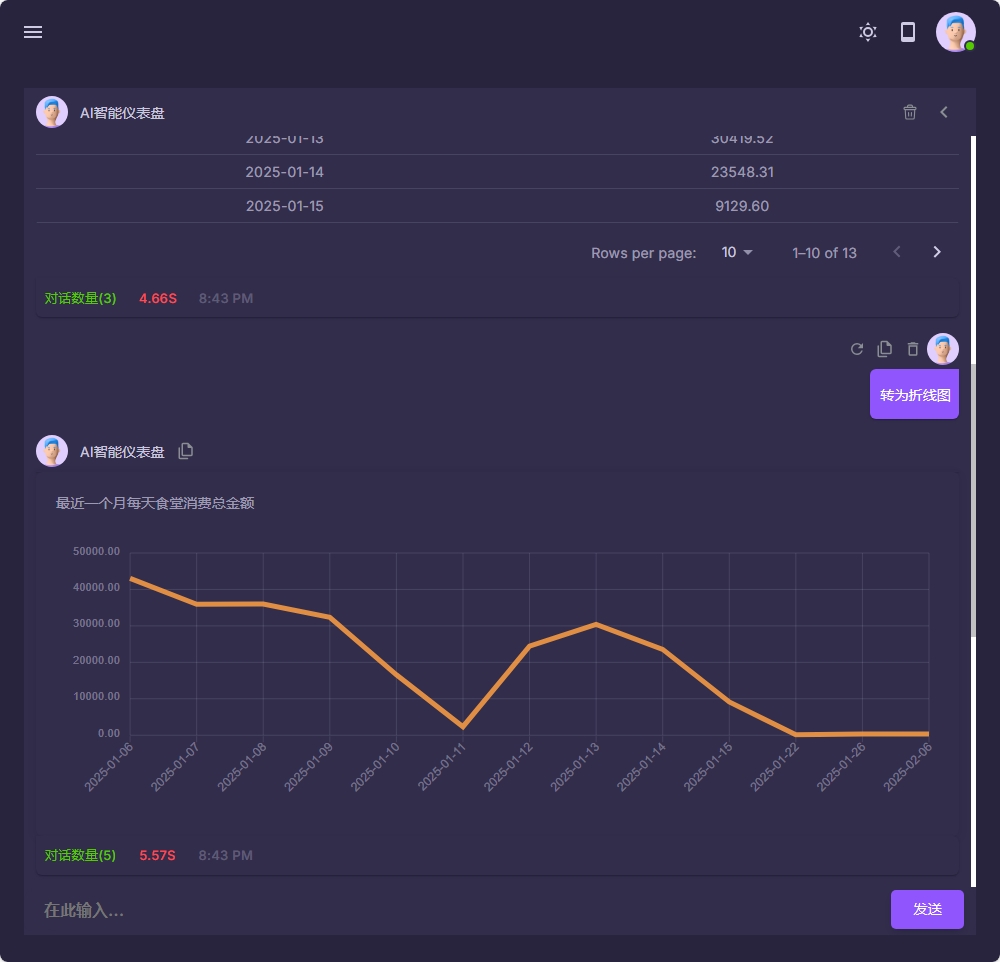 AI智能仪表盘
2025-01-13 30419.52
2025-01-14 23548.31
2025-01-15 9129.60
Rows per page: 10 1–10 of 13
对话数量(3) 4.66S 8:43 PM
转为折线图
AI智能仪表盘
最近一个月每天食堂消费总金额
50000.00
40000.00
30000.00
20000.00
10000.00
0.00
2025-01-06 2025-01-07 2025-01-08 2025-01-09 2025-01-10 2025-01-11 2025-01-12 2025-01-13 2025-01-14 2025-01-15 2025-01-22 2025-01-26 2025-02-06
对话数量(5) 5.57S 8:43 PM
在此输入... 发送